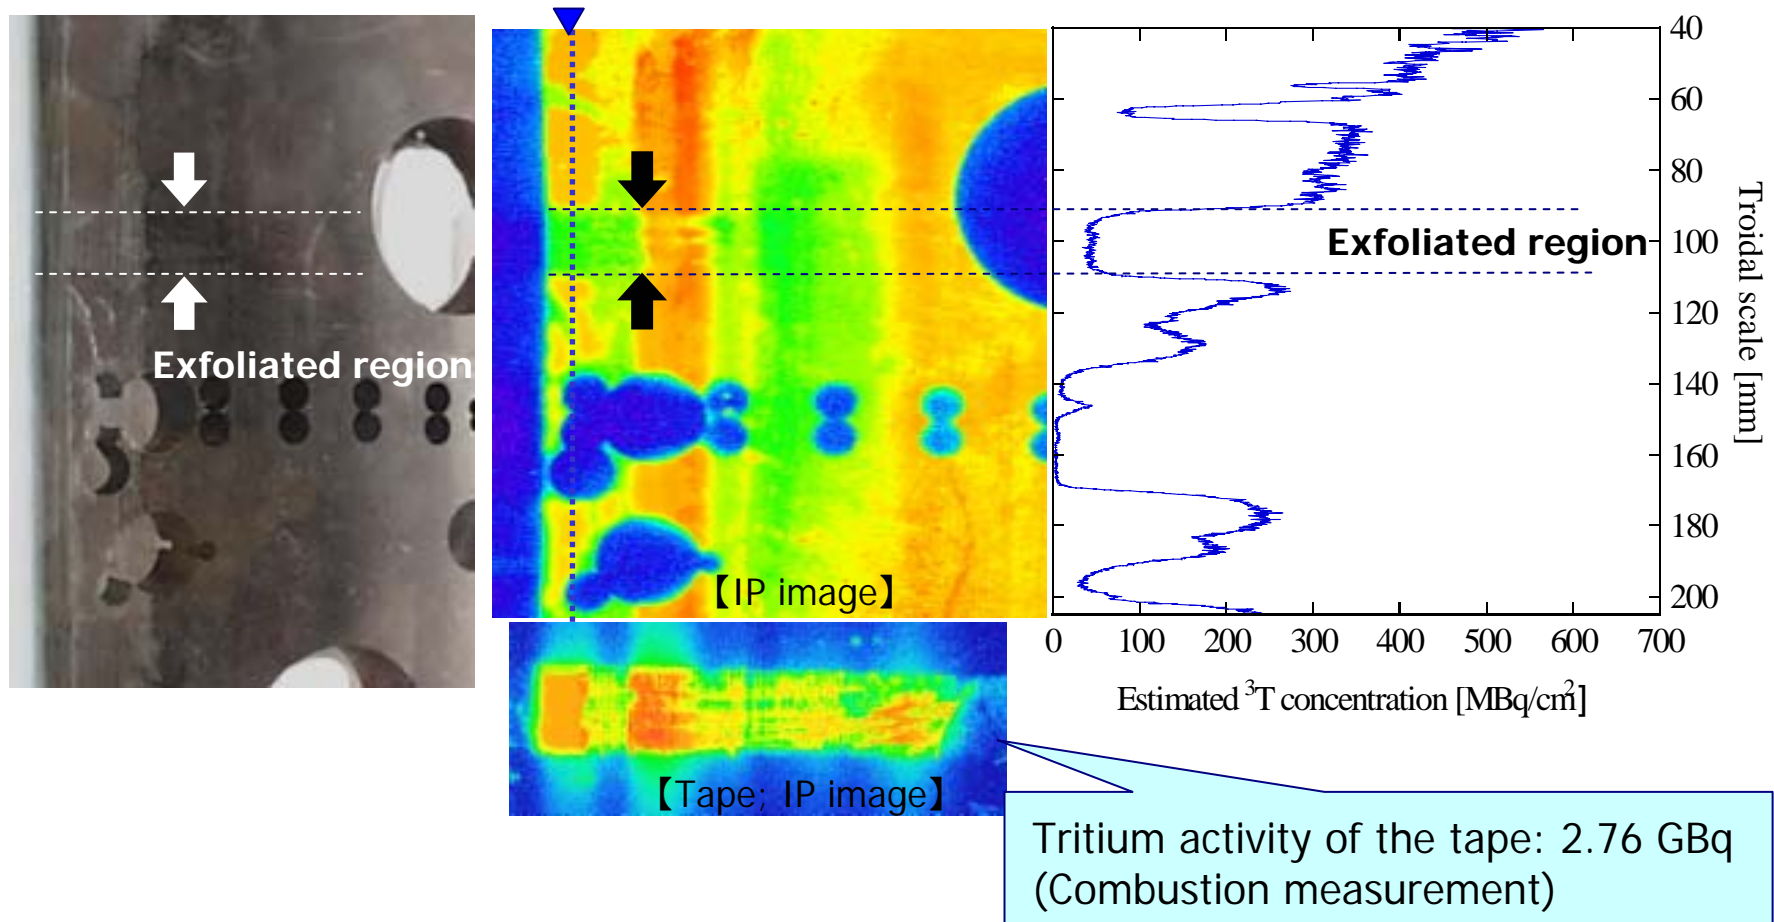 Exfoliated region
【IP image】
【Tape; IP image】
40
60
80
100
120
140
160
180
200
Troidal scale [mm]
Exfoliated region
0 100 200 300 400 500 600 700
Estimated ³T concentration [MBq/cm²]
Tritium activity of the tape: 2.76 GBq
(Combustion measurement)